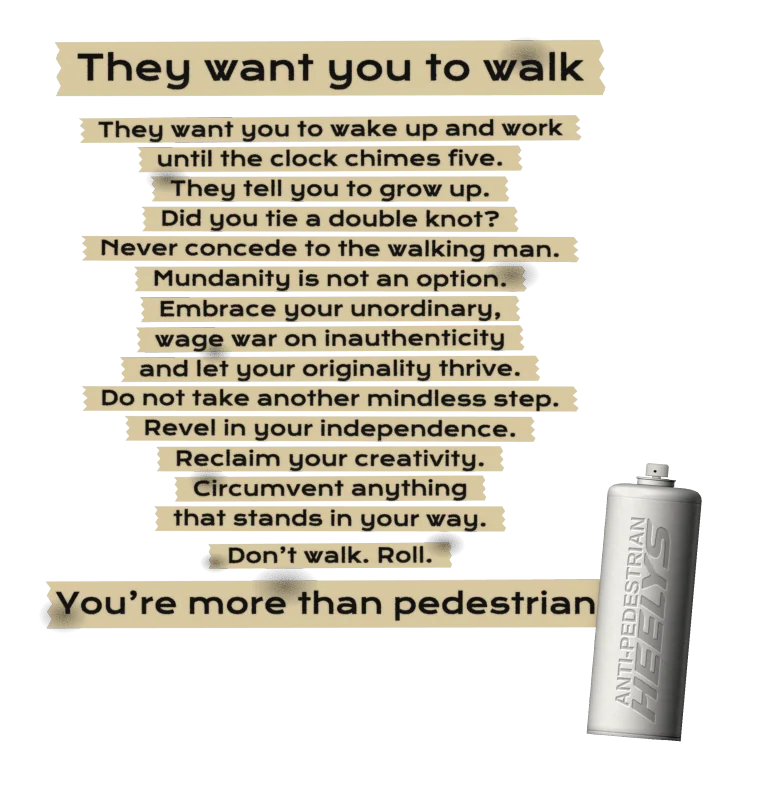 They want you to walk
They want you to wake up and work
until the clock chimes five.
They tell you to grow up.
Did you tie a double knot?
Never concede to the walking man.
Mundanity is not an option.
Embrace your unordinary,
wage war on inauthenticity
and let your originality thrive.
Do not take another mindless step.
Revel in your independence.
Reclaim your creativity.
Circumvent anything
that stands in your way.
Don’t walk. Roll.
You’re more than pedestrian
ANTI-PEDESTRIAN
HEELYS